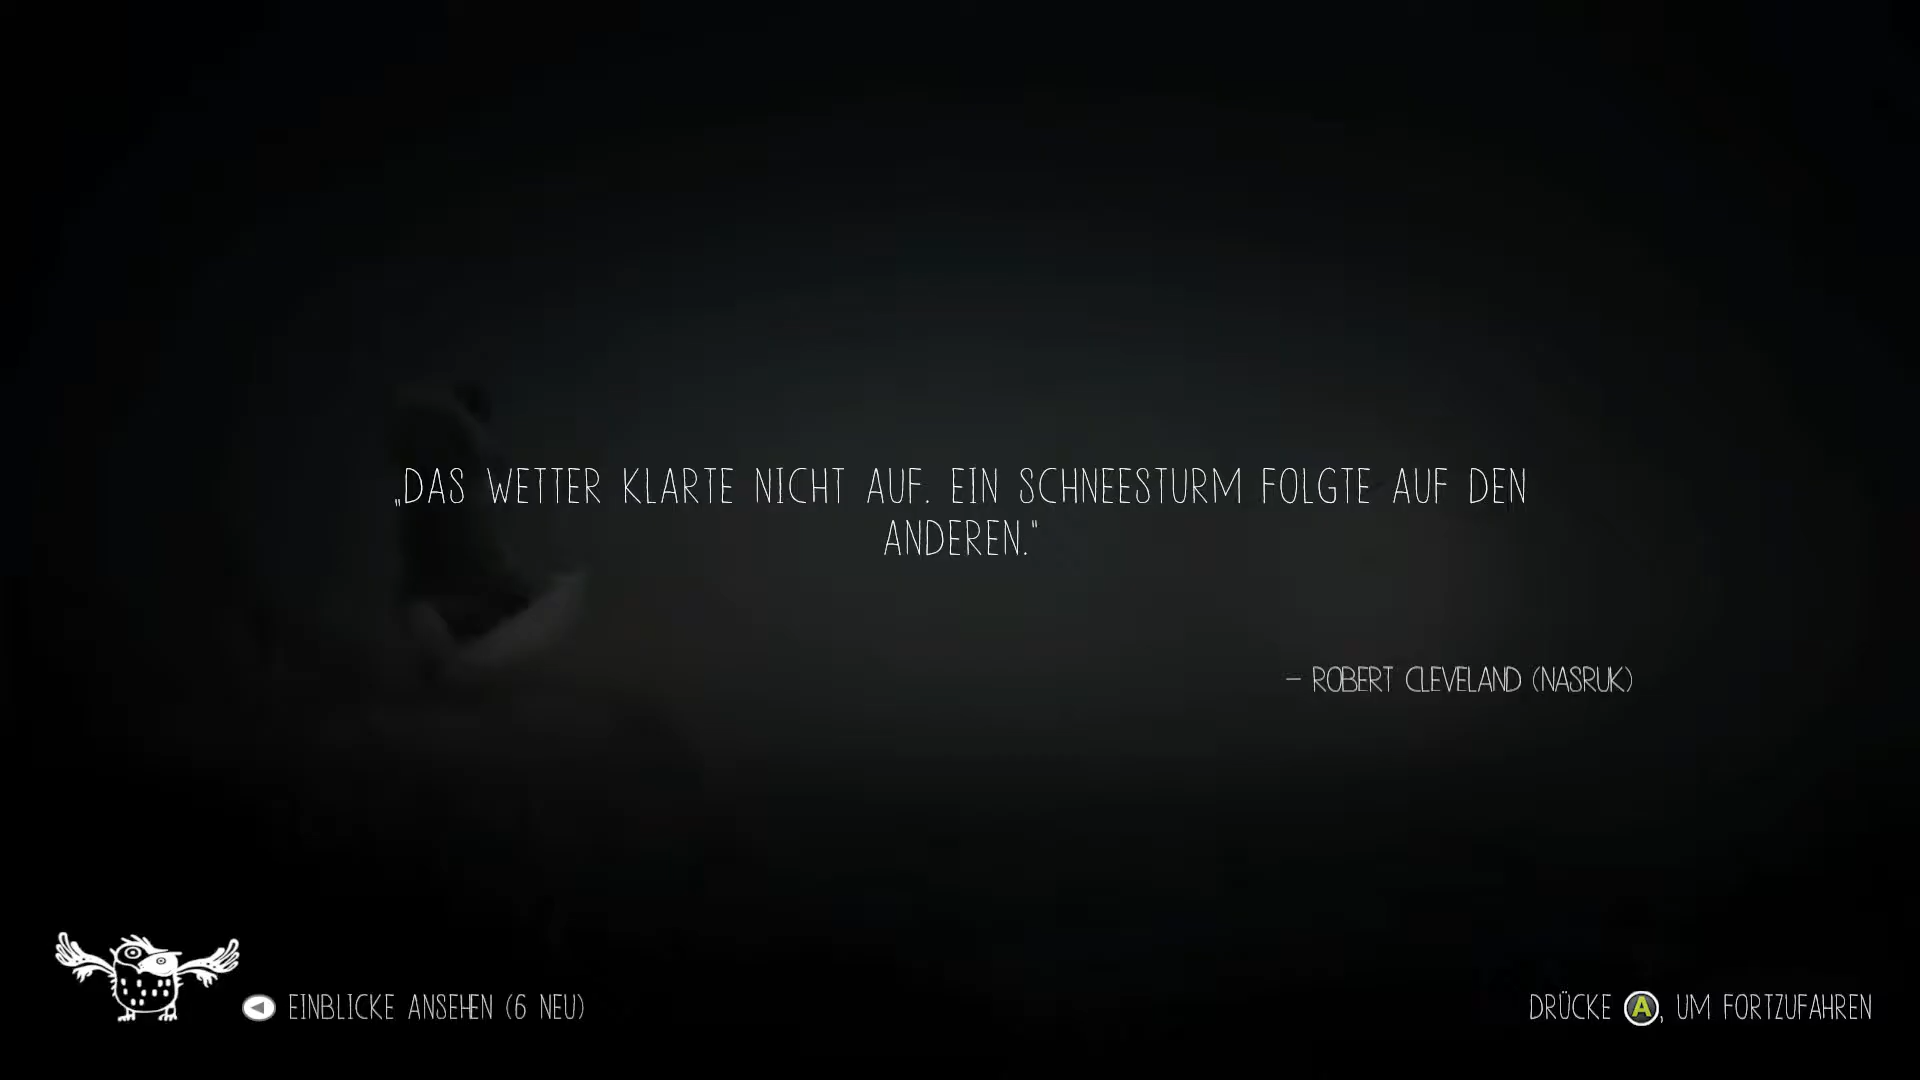 „DAS WETTER KLARTE NICHT AUF. EIN SCHNEESTURM FOLGTE AUF DEN
ANDEREN."
– ROBERT CLEVELAND (NASRUK)
EINBLICKE ANSEHEN (6 NEU)
DRÜCKE A, UM FORTZUFAHREN